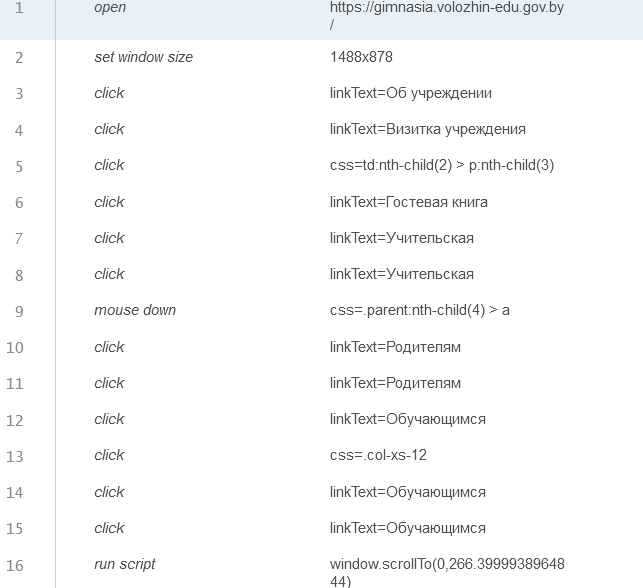 1 open https://gimnasia.volozhin-edu.gov.by
/
2 set window size 1488x878
3 click linkText=Об учреждении
4 click linkText=Визитка учреждения
5 click css=td:nth-child(2) > p:nth-child(3)
6 click linkText=Гостевая книга
7 click linkText=Учительская
8 click linkText=Учительская
9 mouse down css=.parent:nth-child(4) > a
10 click linkText=Родителям
11 click linkText=Родителям
12 click linkText=Обучающимся
13 click css=.col-xs-12
14 click linkText=Обучающимся
15 click linkText=Обучающимся
16 run script window.scrollTo(0,266.39999389648
44)